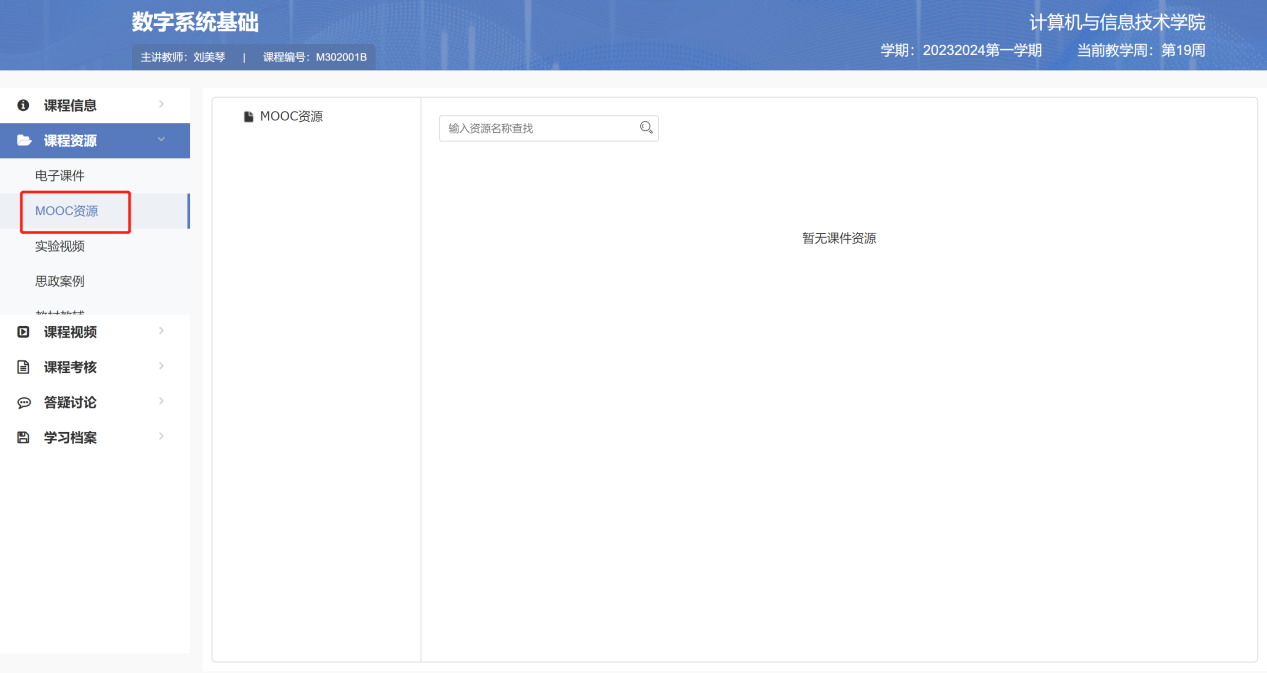 数字系统基础
计算机与信息技术学院
主讲教师：刘美琴 | 课程编号：M302001B
学期：20232024第一学期 当前教学周：第19周
课程信息
课程资源
电子课件
MOOC资源
实验视频
思政案例
课程视频
课程考核
答疑讨论
学习档案
MOOC资源
输入资源名称查找
暂无课件资源